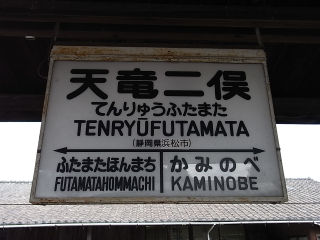 天竜二俣
てんりゅうふたまた
TENRYŪFUTAMATA
(静岡県浜松市)
ふたまたほんまち かみのべ
FUTAMATAHOMMACHI KAMINOBE